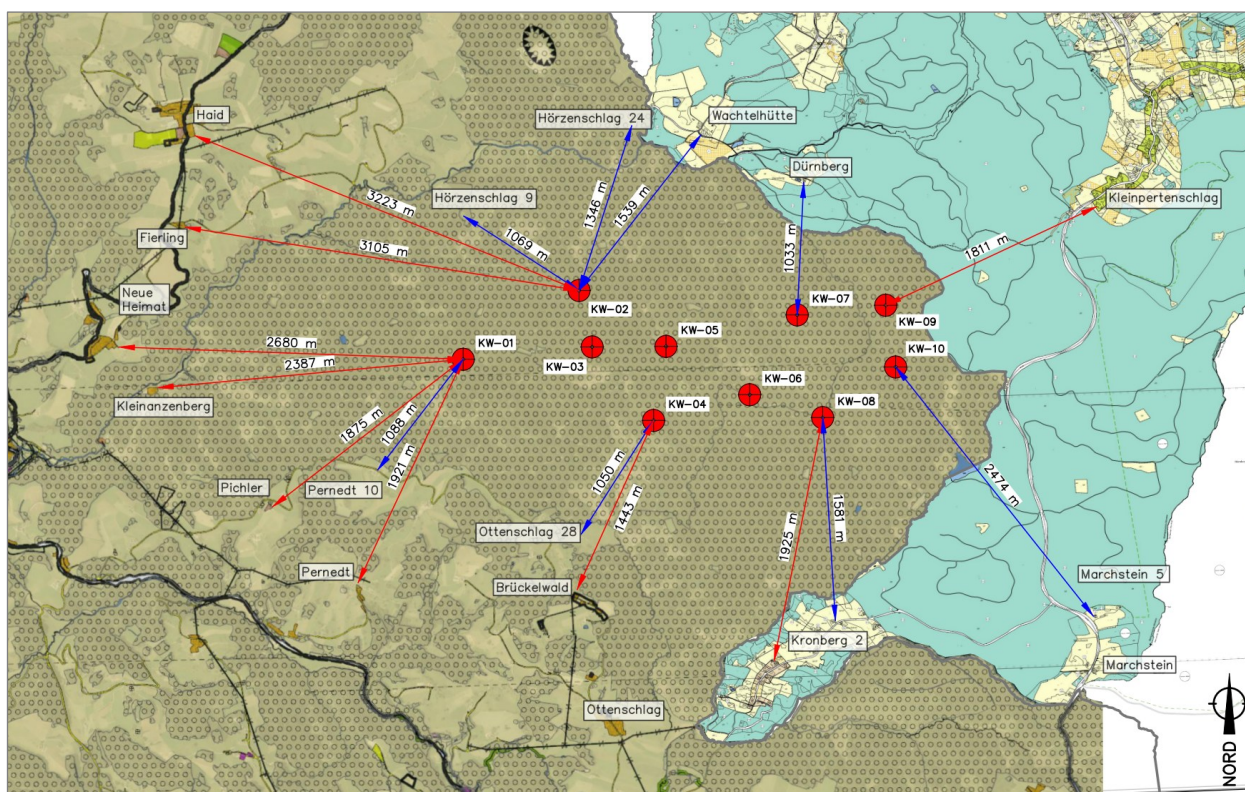 Haid
Hörzenschlag 24
Wachtelhütte
Dürnberg
Hörzenschlag 9
Kleinpertenschlag
Fierling
Neue
Heimat
3223 m
3105 m
1069 m
1346 m
1539 m
1033 m
1811 m
KW-02
KW-07
KW-09
KW-01
KW-03
KW-05
KW-10
2680 m
2387 m
Kleinanzenberg
KW-06
KW-04
KW-08
1875 m
1088 m
1921 m
Pichler
Pernedt 10
1050 m
1443 m
2474 m
Ottenschlag 28
1925 m
1581 m
Pernedt
Brückelwald
Marchstein 5
Kronberg 2
Marchstein
Ottenschlag
NORD